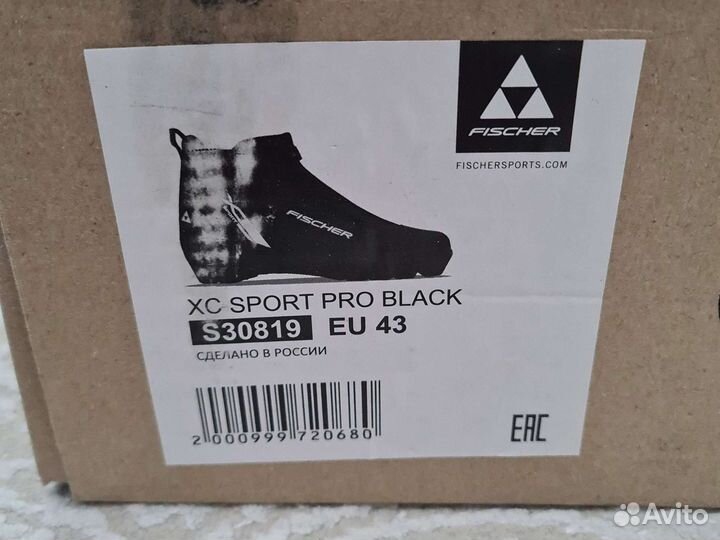 FISCHER
FISCHERSPORTS.COM
FISCHER
XC SPORT PRO BLACK
S30819 EU 43
СДЕЛАНО В РОССИИ
2 000999 720680
EAC
Avito